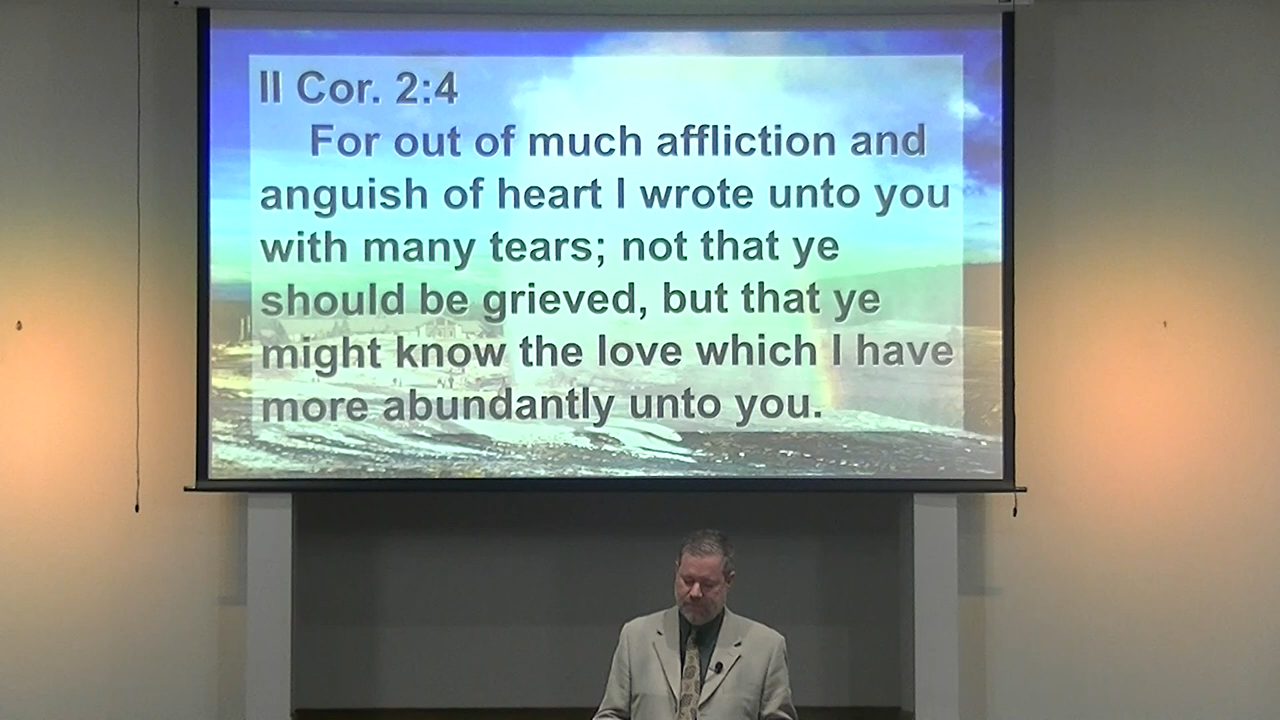 II Cor. 2:4
For out of much affliction and
anguish of heart I wrote unto you
with many tears; not that ye
should be grieved, but that ye
might know the love which I have
more abundantly unto you.